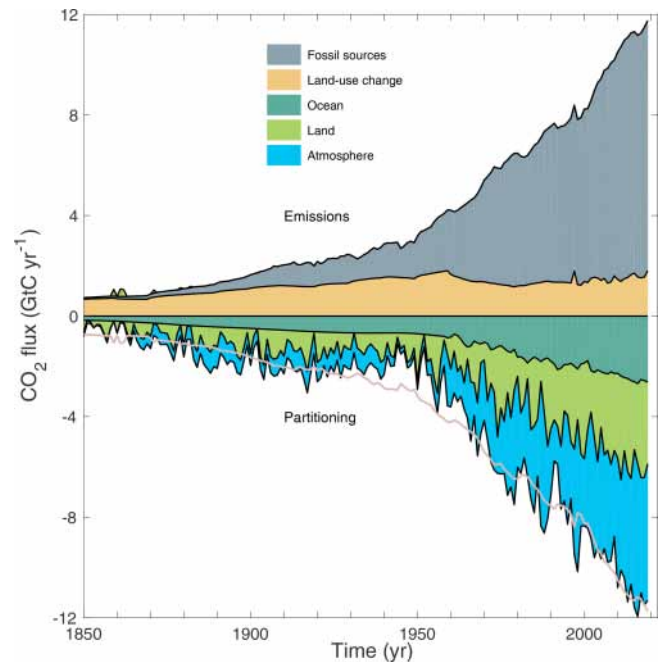 12
8
4
0
-4
-8
-12
CO2 flux (GtC yr-1)
Fossil sources
Land-use change
Ocean
Land
Atmosphere
Emissions
Partitioning
1850
1900
1950
2000
Time (yr)